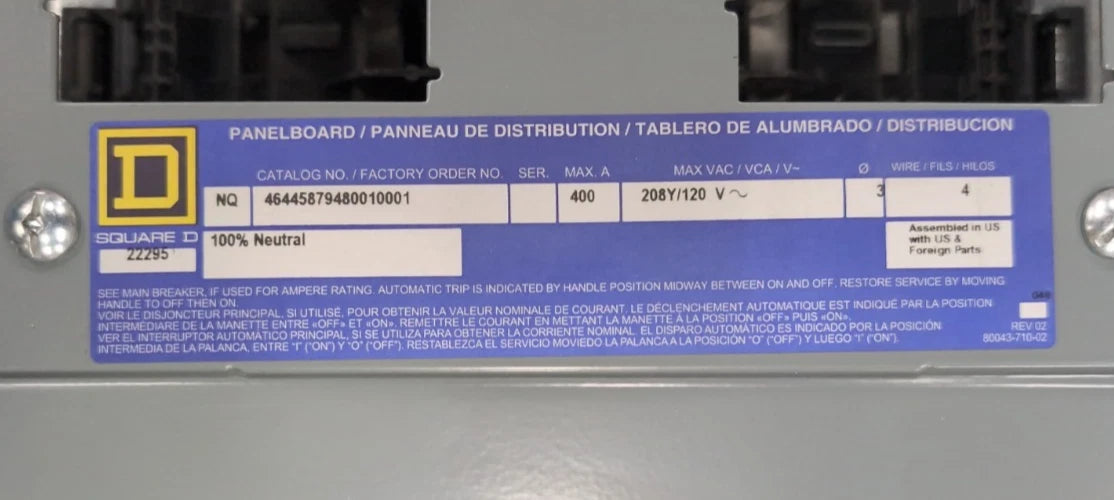 PANELBOARD / PANNEAU DE DISTRIBUTION / TABLERO DE ALUMBRADO / DISTRIBUCION
CATALOG NO. / FACTORY ORDER NO. SER. MAX. A MAX VAC / VCA / V~ Ø WIRE / FILS / HILOS
NQ 46445879480010001 400 208Y/120 V ~ 3 4
D
SQUARE D
22295
100% Neutral
Assembled in US
with US &
Foreign Parts
SEE MAIN BREAKER, IF USED FOR AMPERE RATING. AUTOMATIC TRIP IS INDICATED BY HANDLE POSITION MIDWAY BETWEEN ON AND OFF. RESTORE SERVICE BY MOVING
HANDLE TO OFF THEN ON.
VOIR LE DISJONCTEUR PRINCIPAL, SI UTILISÉ, POUR OBTENIR LA VALEUR NOMINALE DE COURANT. LE DÉCLENCHEMENT AUTOMATIQUE EST INDIQUÉ PAR LA POSITION
INTERMÉDIARE DE LA MANETTE ENTRE «OFF» ET «ON». REMETTRE LE COURANT EN METTANT LA MANETTE À LA POSITION «OFF» PUIS «ON».
VER EL INTERRUPTOR AUTOMÁTICO PRINCIPAL, SI SE UTILIZA PARA OBTENER LA CORRIENTE NOMINAL. EL DISPARO AUTOMÁTICO ES INDICADO POR LA POSICIÓN
INTERMEDIA DE LA PALANCA, ENTRE "I" ("ON") Y "O" ("OFF"). RESTABLEZCA EL SERVICIO MOVIEDO LA PALANCA A LA POSICIÓN "O" ("OFF") Y LUEGO "I" ("ON").
REV 02
80043-710-02